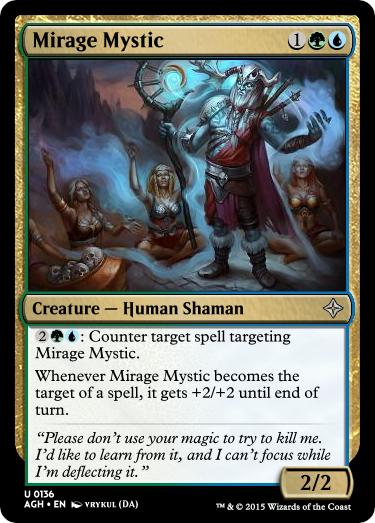 Mirage Mystic 1
Creature — Human Shaman
2 : Counter target spell targeting
Mirage Mystic.
Whenever Mirage Mystic becomes the
target of a spell, it gets +2/+2 until end of
turn.
“Please don’t use your magic to try to kill me.
I’d like to learn from it, and I can’t focus while
I’m deflecting it.”
2/2
U 0136
AGH • EN VRYKUL (DA)
™ & © 2015 Wizards of the Coast